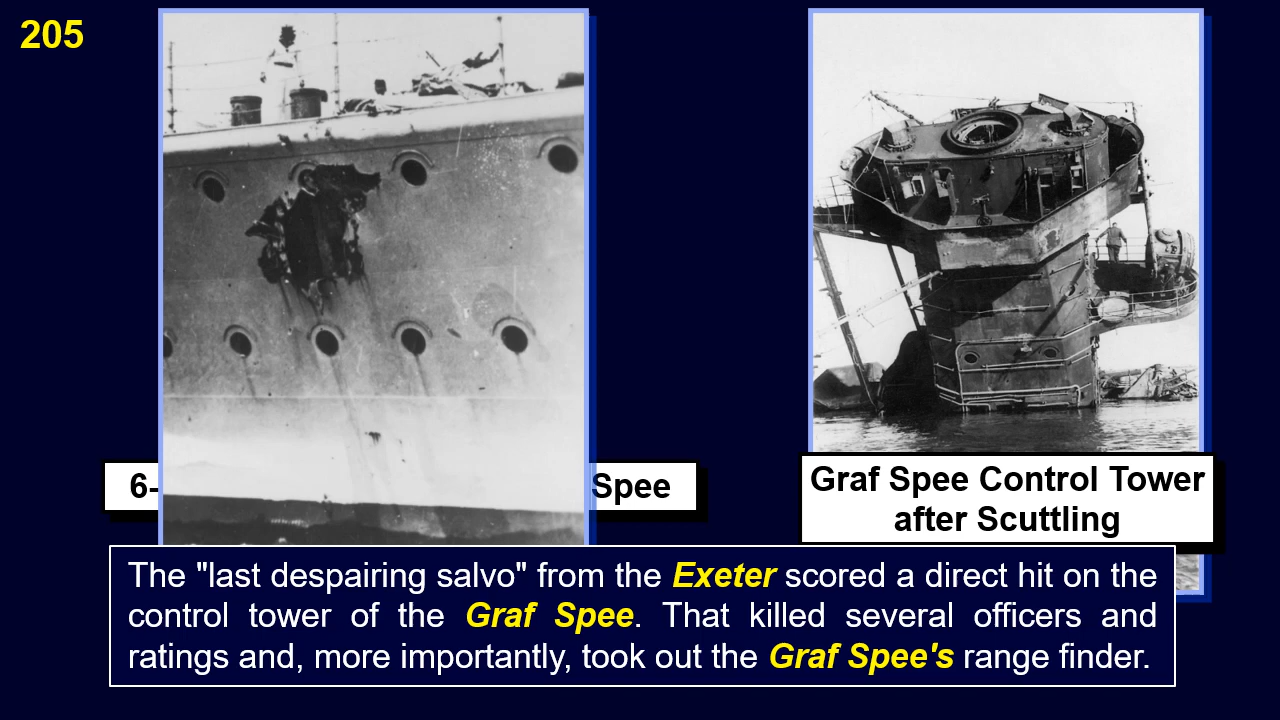 205
6-
Spee
Graf Spee Control Tower
after Scuttling
The "last despairing salvo" from the Exeter scored a direct hit on the
control tower of the Graf Spee. That killed several officers and
ratings and, more importantly, took out the Graf Spee's range finder.